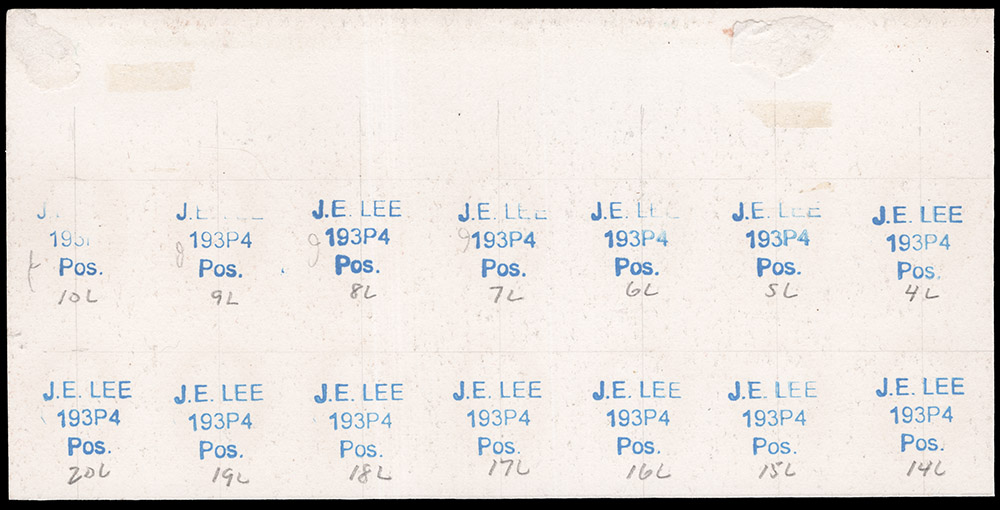 J.E. LEE J.E. LEE J.E. LEE J.E. LEE J.E. LEE J.E. LEE
193P4 193P4 193P4 193P4 193P4 193P4
Pos. Pos. Pos. Pos. Pos. Pos. Pos.
10L 9L 8L 7L 6L 5L 4L
J.E. LEE J.E. LEE J.E. LEE J.E. LEE J.E. LEE J.E. LEE J.E. LEE
193P4 193P4 193P4 193P4 193P4 193P4 193P4
Pos. Pos. Pos. Pos. Pos. Pos. Pos.
20L 19L 18L 17L 16L 15L 14L